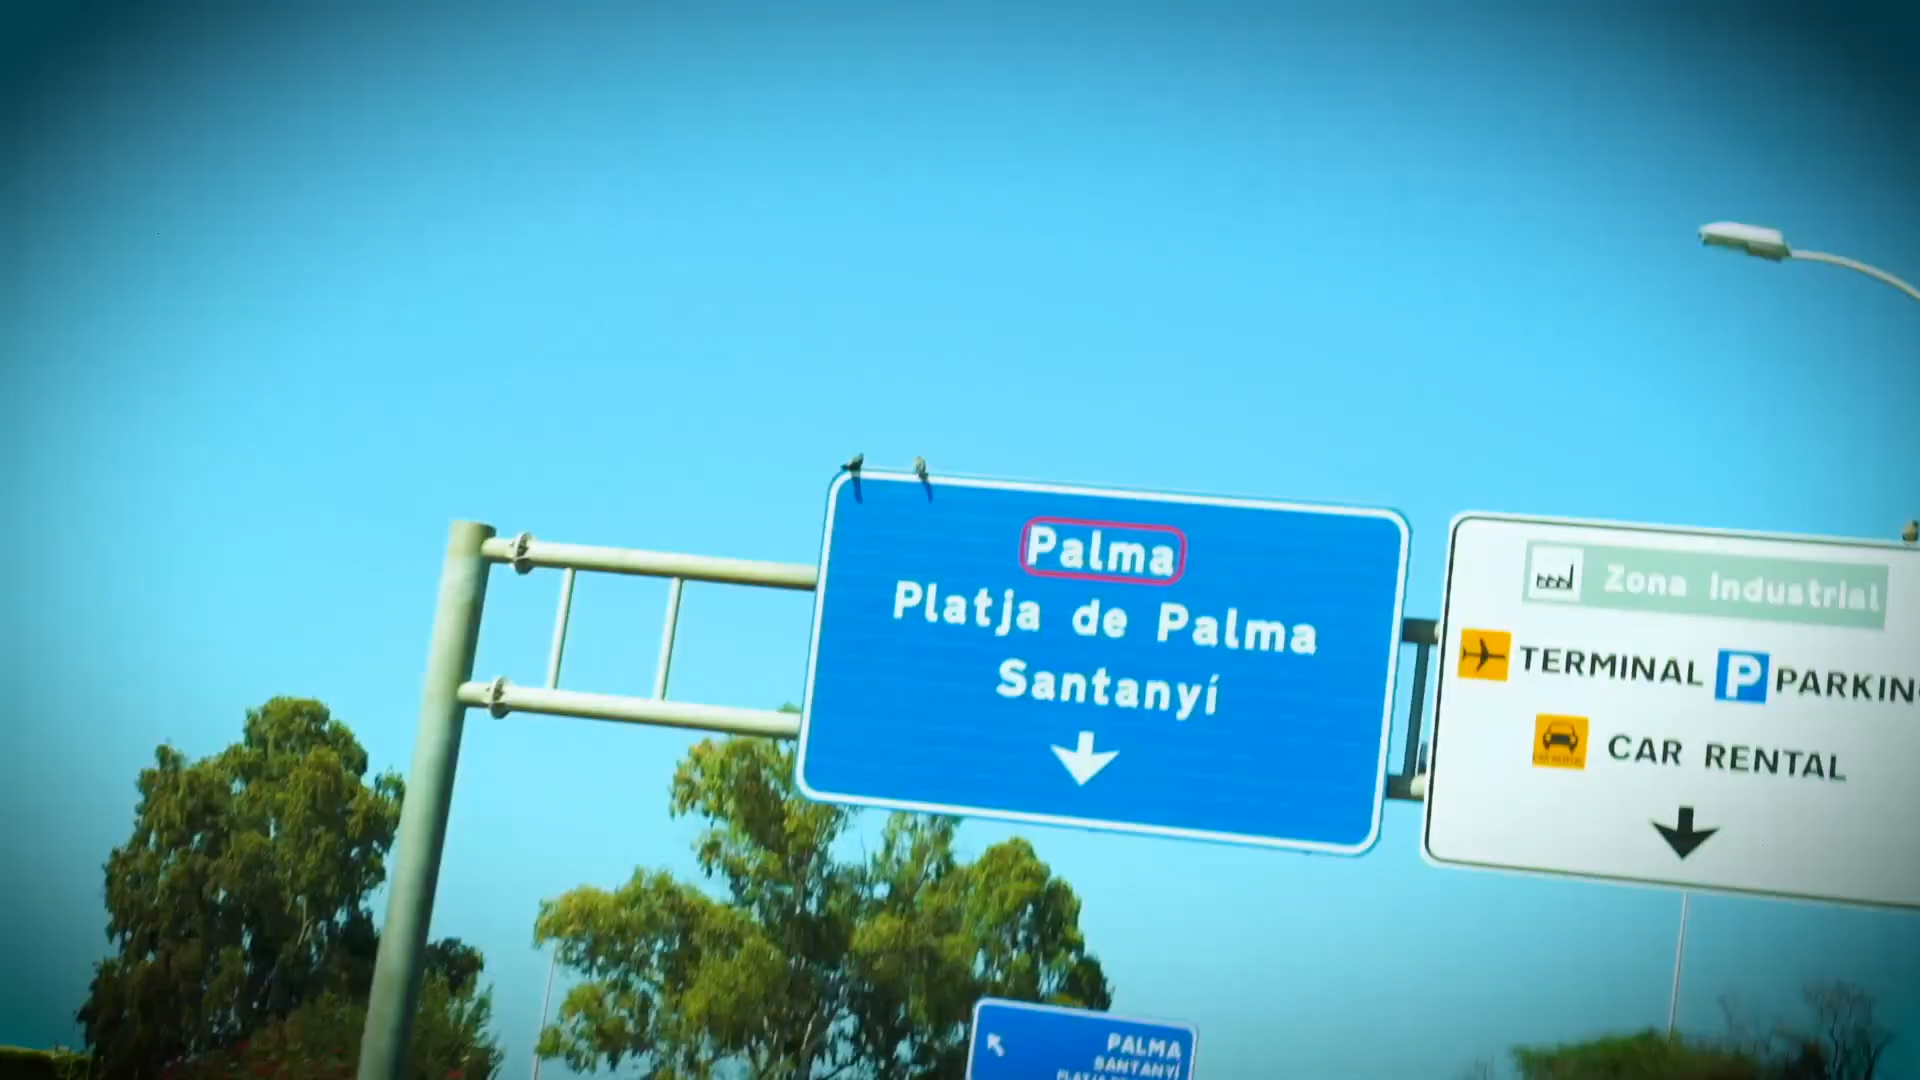 Palma
Platja de Palma
Santanyí
Zona Industrial
TERMINAL P PARKIN
CAR RENTAL
PALMA
SANTANYÍ